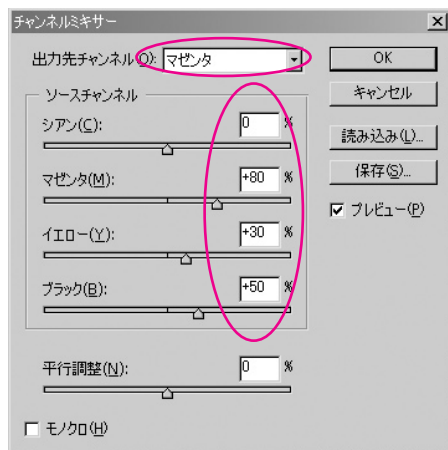 チャンネルミキサー
出力先チャンネル(O): マゼンタ
OK
キャンセル
読み込み(L)...
保存(S)...
プレビュー(P)
ソースチャンネル
シアン(C): 0 %
マゼンタ(M): +80 %
イエロー(Y): +30 %
ブラック(B): +50 %
平行調整(N): 0 %
モノクロ(H)